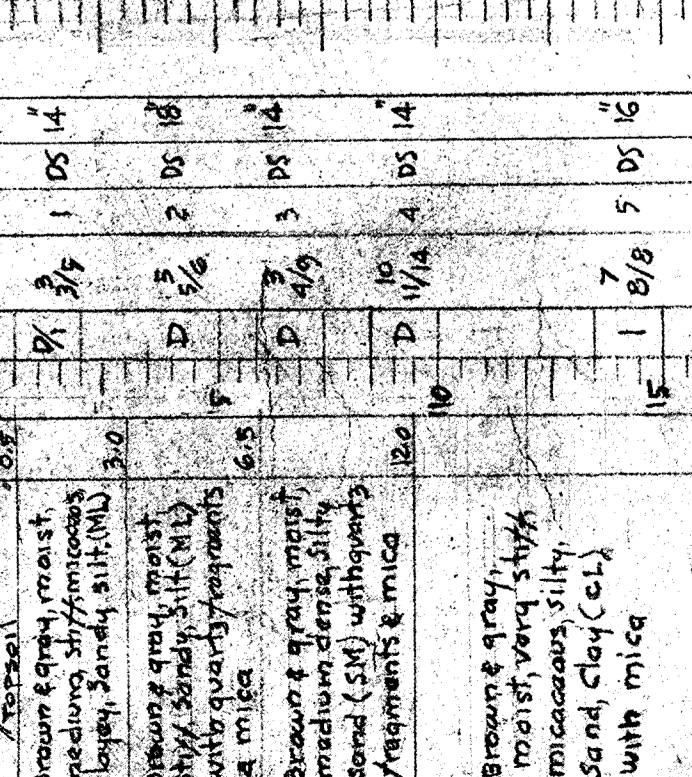 14" 18" 14" 14" 16"
DS DS DS DS DS
1 2 3 4 5
3 5 3 10 7
3/5 5/6 4/9 11/14 8/8
D/1 D D D 1
5 10 15
0.5 3.0 6.5 12.0
/Topsoil
Brown & gray, moist,
medium, stiff, micaceous,
clayey, sandy, silt, (ML)
Brown & gray, moist,
stiff sandy, silt (ML)
with quartz fragments
& mica
Brown & gray, moist,
medium dense, silty
sand (SM) with quartz
fragments & mica
Brown & gray,
moist, very stiff
micaceous, silty,
sand, clay (CL)
with mica